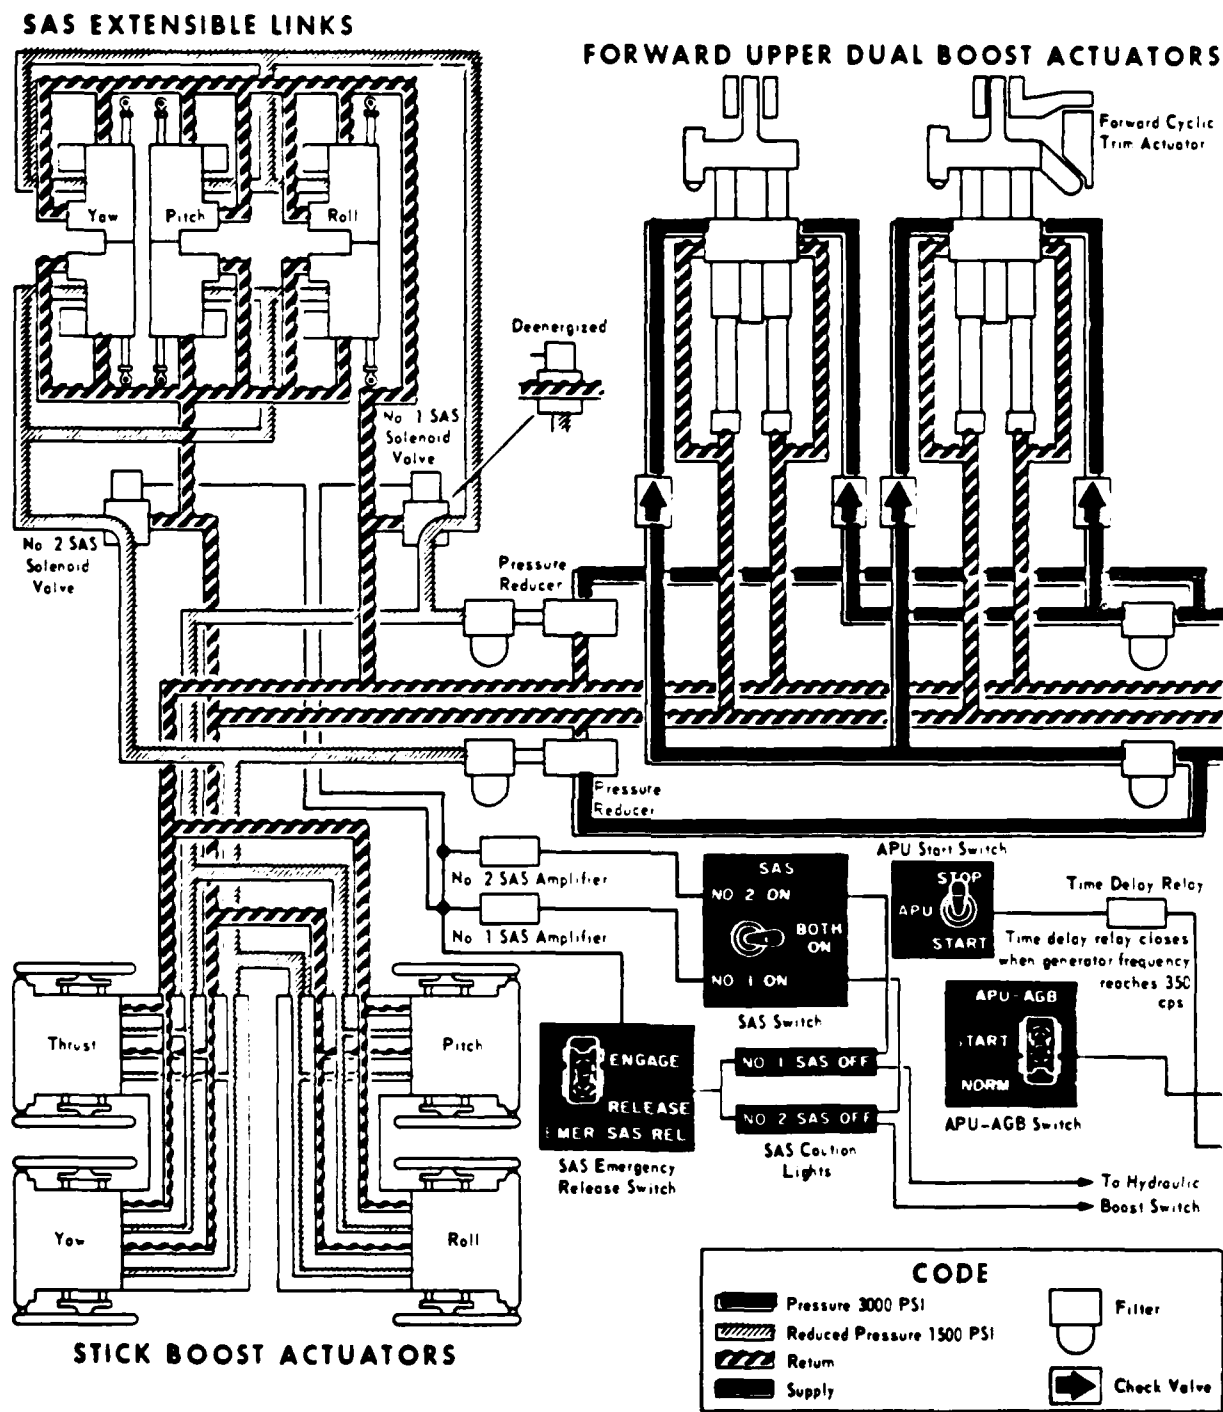 SAS EXTENSIBLE LINKS
FORWARD UPPER DUAL BOOST ACTUATORS
Forward Cyclic
Trim Actuator
Yaw
Pitch
Roll
Deenergized
No. 1 SAS
Solenoid
Valve
No. 2 SAS
Solenoid
Valve
Pressure
Reducer
Pressure
Reducer
No 2 SAS Amplifier
No 1 SAS Amplifier
SAS
NO 2 ON
BOTH
ON
NO 1 ON
SAS Switch
APU Start Switch
STOP
APU
START
Time Delay Relay
Time delay relay closes
when generator frequency
reaches 350
cps
APU-AGB
START
NORM
APU-AGB Switch
ENGAGE
RELEASE
EMER SAS REL
SAS Emergency
Release Switch
NO 1 SAS OFF
NO 2 SAS OFF
SAS Caution
Lights
To Hydraulic
Boost Switch
Thrust
Pitch
Yaw
Roll
STICK BOOST ACTUATORS
CODE
Pressure 3000 PSI
Reduced Pressure 1500 PSI
Return
Supply
Filter
Check Valve